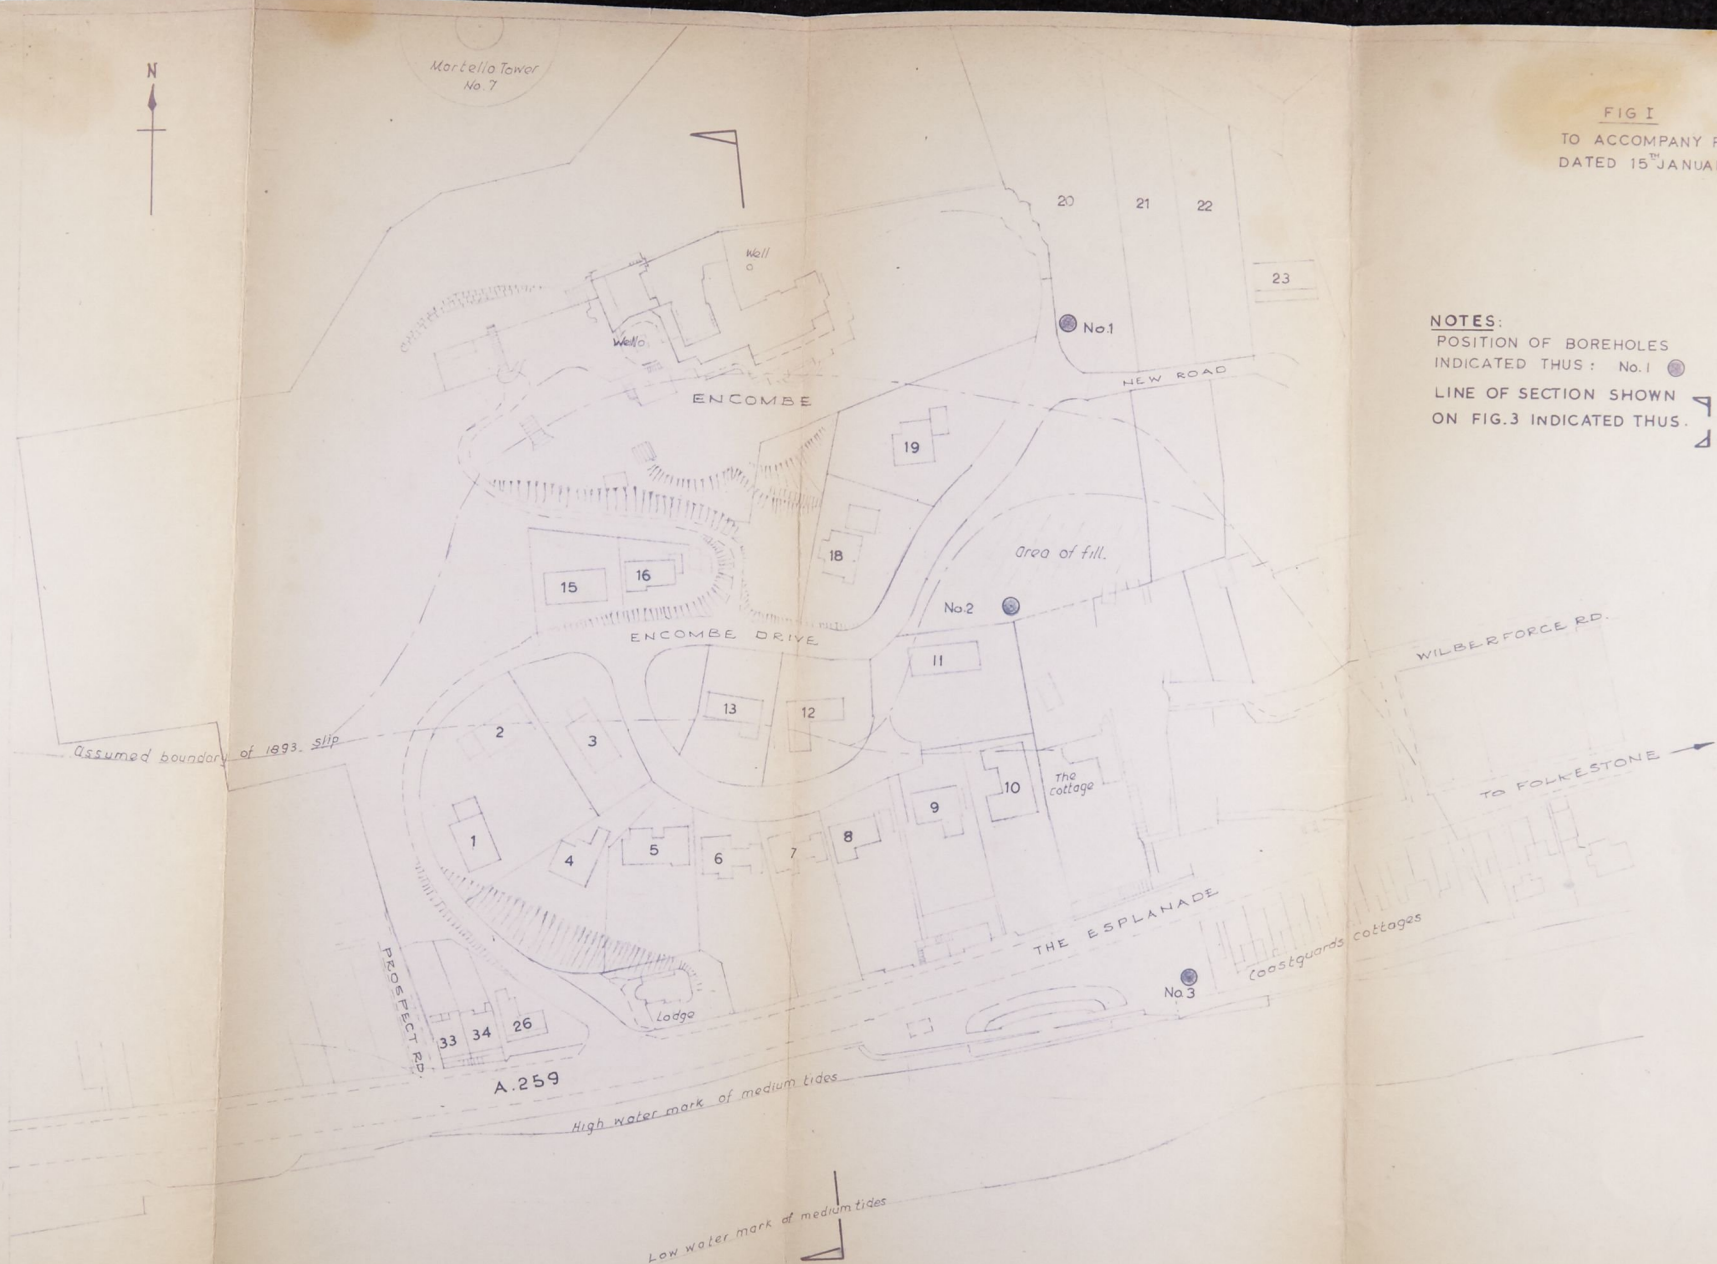 N
Martello Tower
No. 7
FIG I
TO ACCOMPANY
DATED 15TH JANUA
20
21
22
23
Well
No.1
NOTES:
POSITION OF BOREHOLES
INDICATED THUS: No. 1
LINE OF SECTION SHOWN
ON FIG.3 INDICATED THUS.
Well
NEW ROAD
ENCOMBE
19
18
Area of fill.
15
16
No.2
ENCOMBE DRIVE
WILBERFORCE RD.
11
13
12
2
3
Assumed boundary of 1893. slip
TO FOLKESTONE
The
cottage
10
9
1
4
5
6
7
8
THE ESPLANADE
Coastguards cottages
PROSPECT RD.
No.3
Lodge
33
34
26
A.259
High water mark of medium tides
Low water mark of medium tides